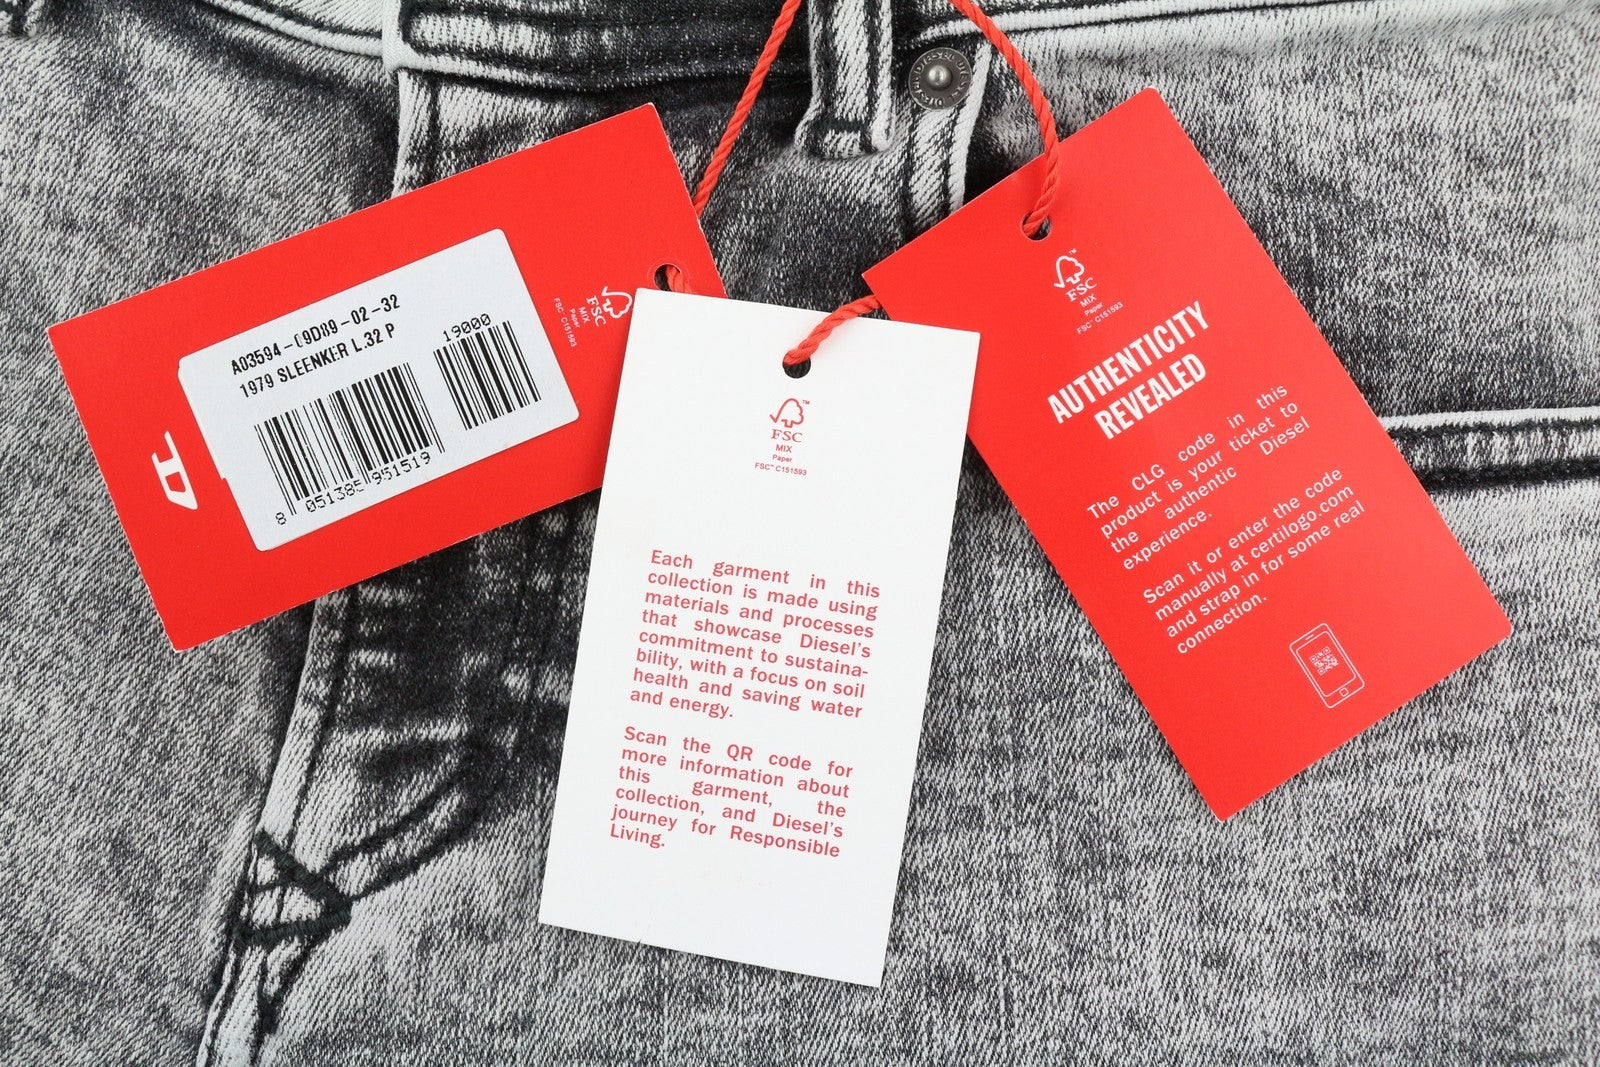 A03594-09D89-02-32
1979 SLEENKER L.32 P
19000
8 051385 951519
FSC
MIX
Paper
FSC™ C151593
D
™
FSC
MIX
Paper
FSC™ C151593
Each garment in this
collection is made using
materials and processes
that showcase Diesel's
commitment to sustaina-
bility, with a focus on soil
health and saving water
and energy.
Scan the QR code for
more information about
this garment, the
collection, and Diesel's
journey for Responsible
Living.
™
FSC
MIX
Paper
FSC™ C151593
AUTHENTICITY
REVEALED
The CLG code in this
product is your ticket to
the authentic Diesel
experience.
Scan it or enter the code
manually at certilogo.com
and strap in for some real
connection.